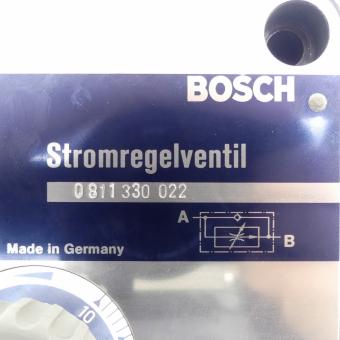 BOSCH
Stromregelventil
0 811 330 022
A
B
Made in Germany
10